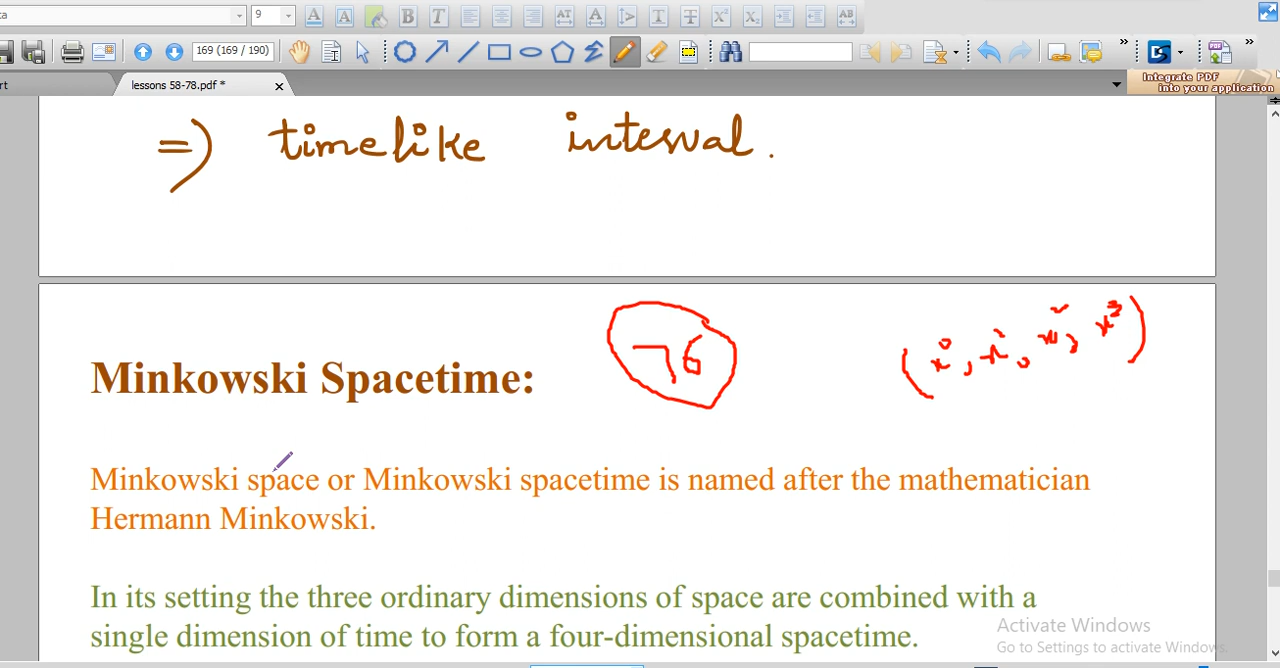 9
169 (169 / 190)
rt
lessons 58-78.pdf *
Integrate PDF
into your application
=) timelike interval.
76
(x⁰, x¹, x², x³)
Minkowski Spacetime:
Minkowski space or Minkowski spacetime is named after the mathematician
Hermann Minkowski.
In its setting the three ordinary dimensions of space are combined with a
single dimension of time to form a four-dimensional spacetime.
Activate Windows
Go to Settings to activate Windows.